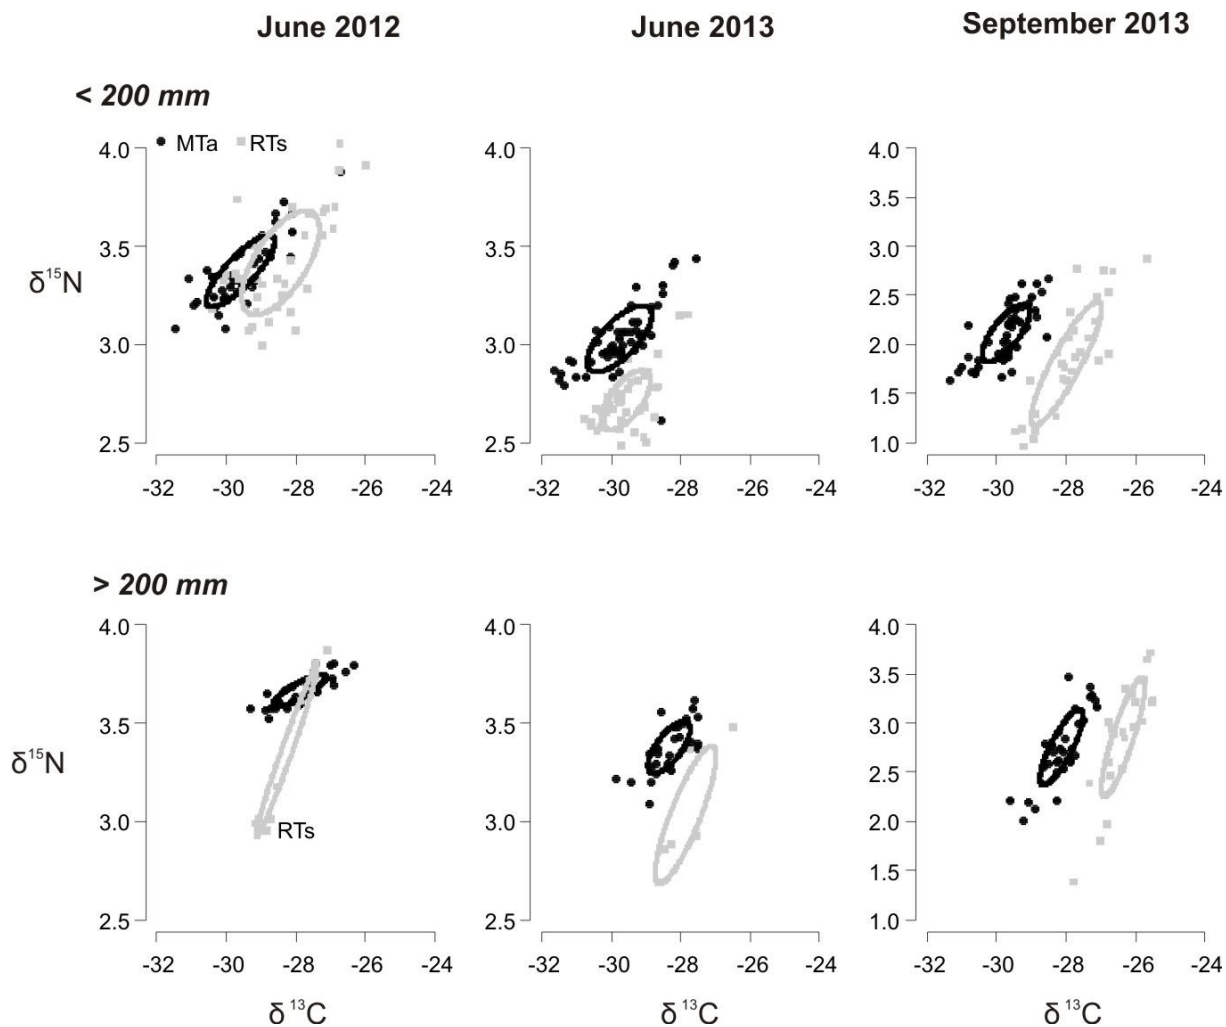 June 2012 June 2013 September 2013
< 200 mm
MTa RTs
4.0 4.0 4.0
3.5
3.5 3.5 3.0
δ15N
2.5
3.0 3.0 2.0
1.5
2.5 2.5 1.0
-32 -30 -28 -26 -24 -32 -30 -28 -26 -24 -32 -30 -28 -26 -24
> 200 mm
4.0 4.0 4.0
3.5
3.5 3.5 3.0
δ15N
2.5
3.0 3.0 2.0
RTs
1.5
2.5 2.5 1.0
-32 -30 -28 -26 -24 -32 -30 -28 -26 -24 -32 -30 -28 -26 -24
δ 13C δ 13C δ 13C